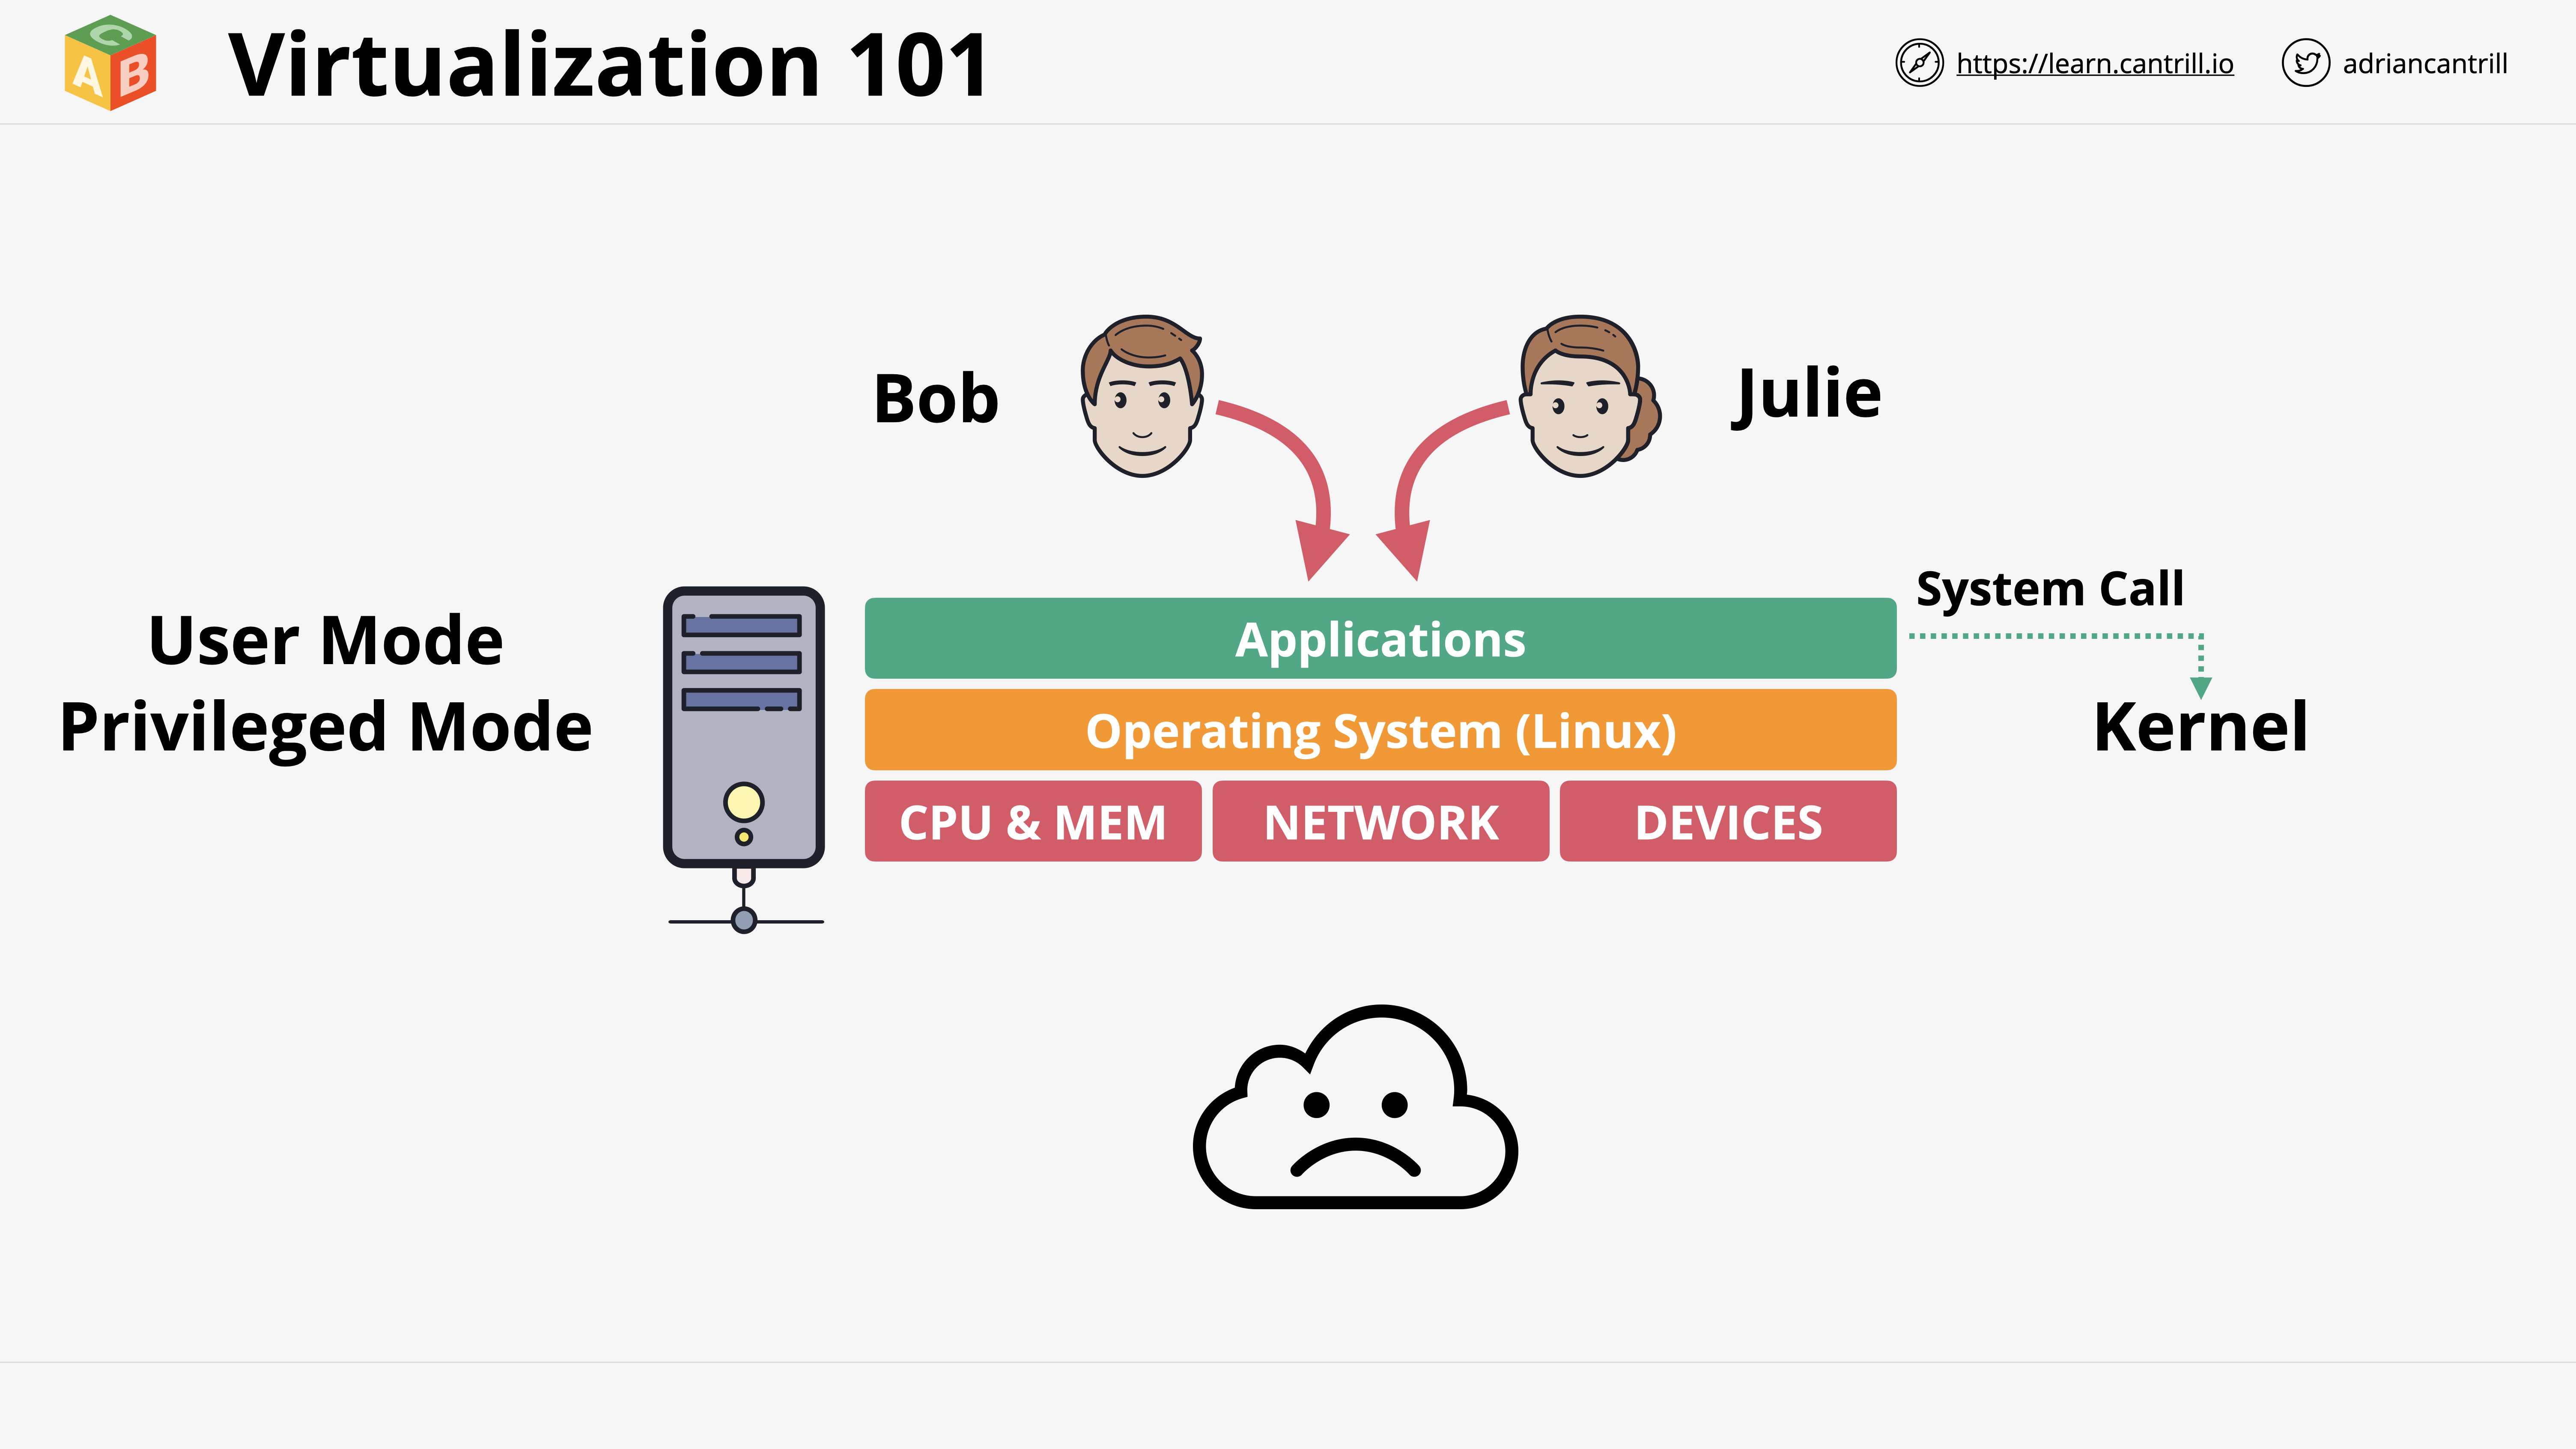 Virtualization 101
https://learn.cantrill.io
adriancantrill
Bob
Julie
System Call
User Mode
Applications
Privileged Mode
Operating System (Linux)
Kernel
CPU & MEM
NETWORK
DEVICES
A
B
C